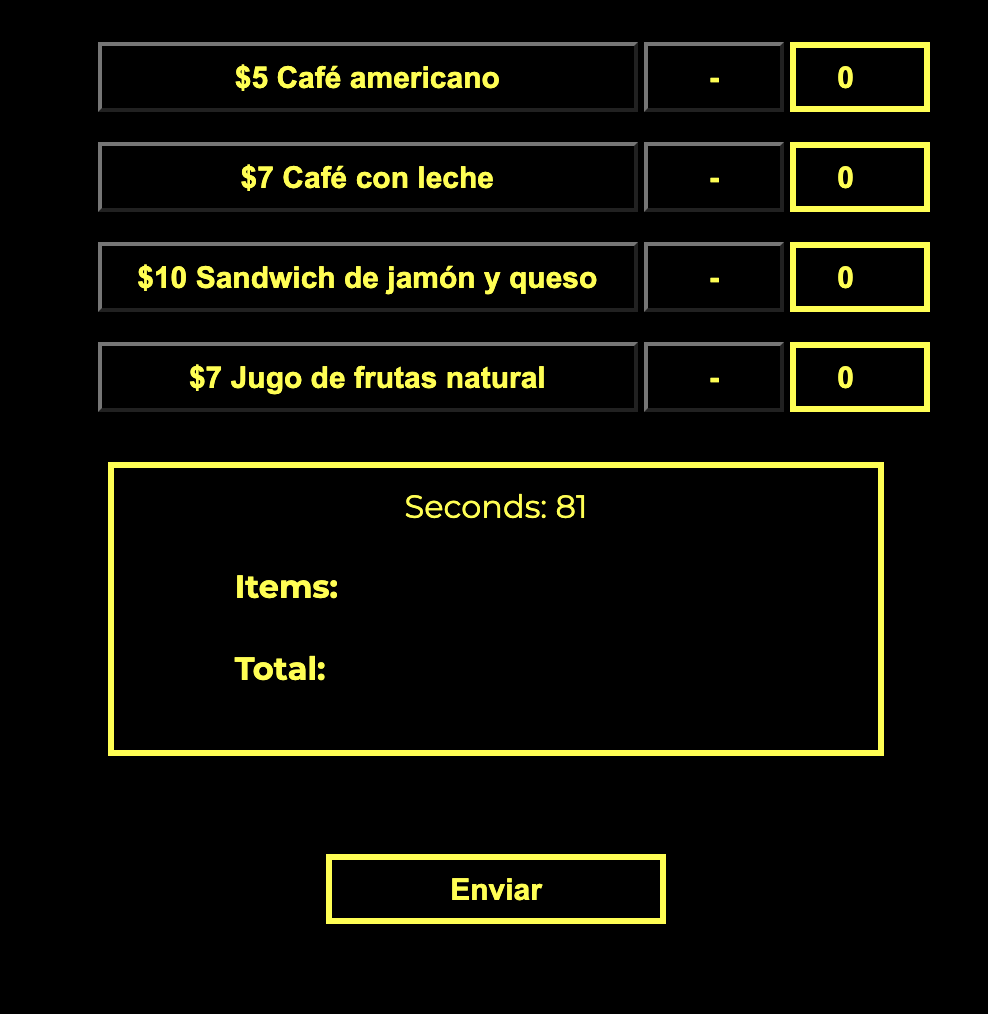 $5 Café americano - 0
$7 Café con leche - 0
$10 Sandwich de jamón y queso - 0
$7 Jugo de frutas natural - 0
Seconds: 81
Items:
Total:
Enviar